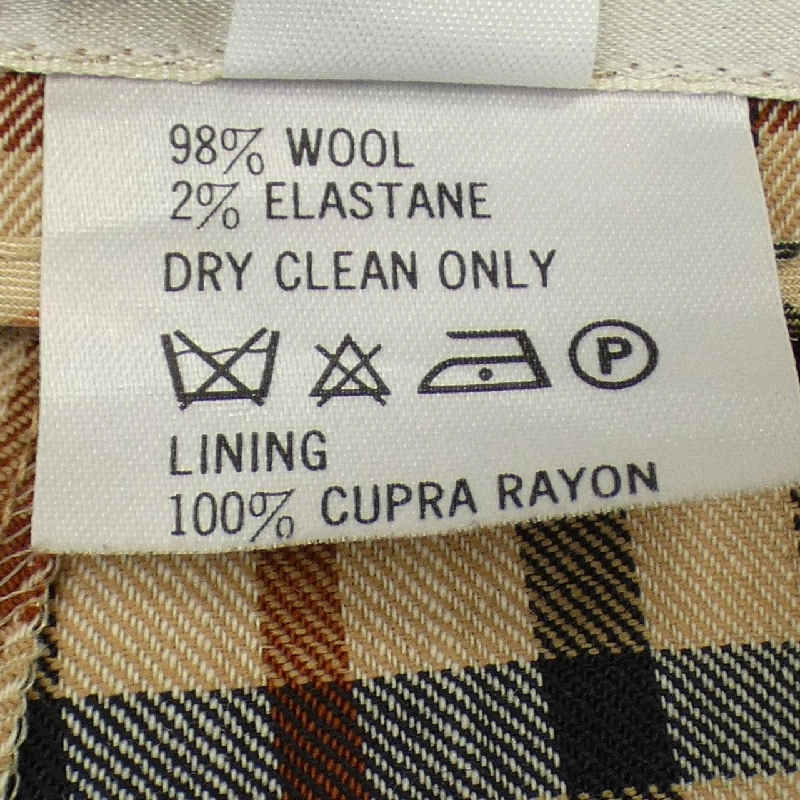 98% WOOL
2% ELASTANE
DRY CLEAN ONLY
P
LINING
100% CUPRA RAYON